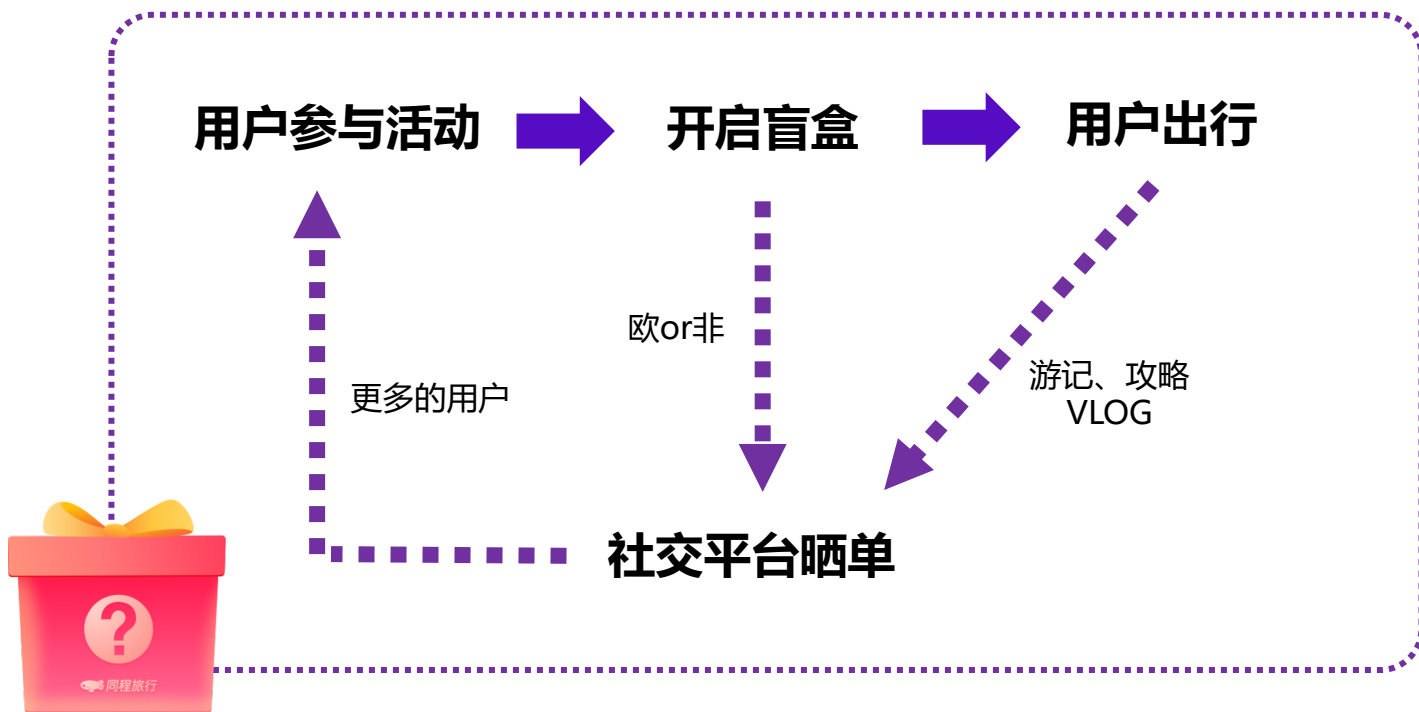 用户参与活动
开启盲盒
用户出行
欧or非
更多的用户
游记、攻略
VLOG
社交平台晒单
?
同程旅行